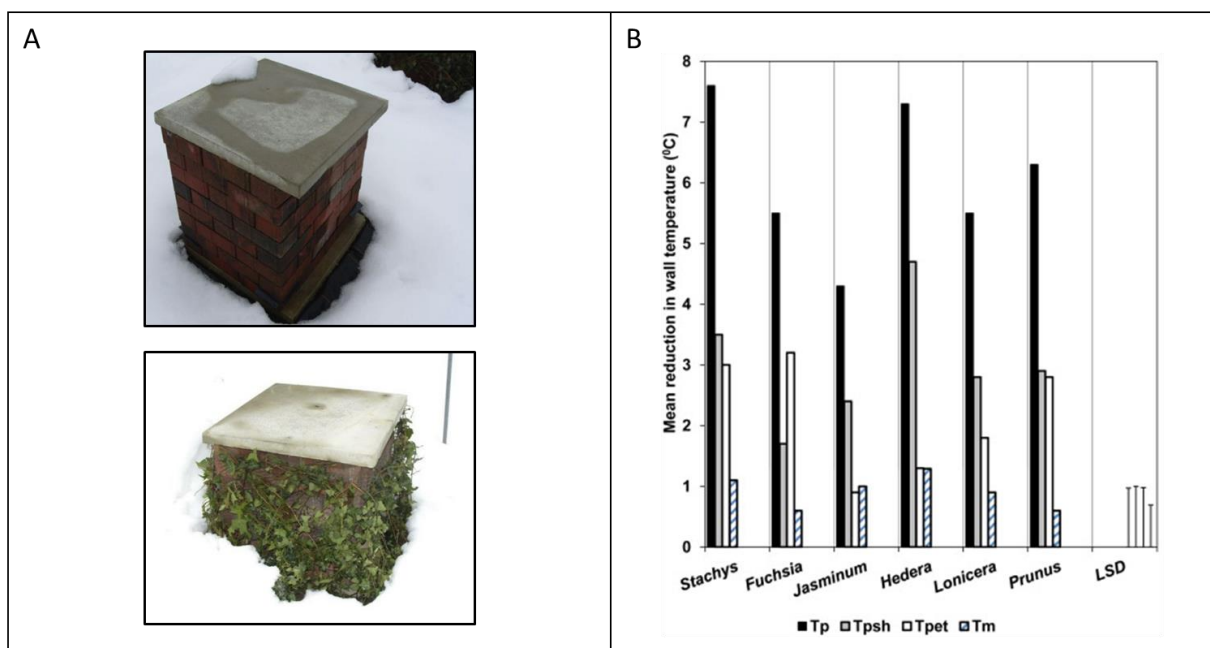 A
B
Mean reduction in wall temperature (⁰C)
8
7
6
5
4
3
2
1
0
Stachys
Fuchsia
Jasminum
Hedera
Lonicera
Prunus
LSD
Tp Tpsh Tpet Tm